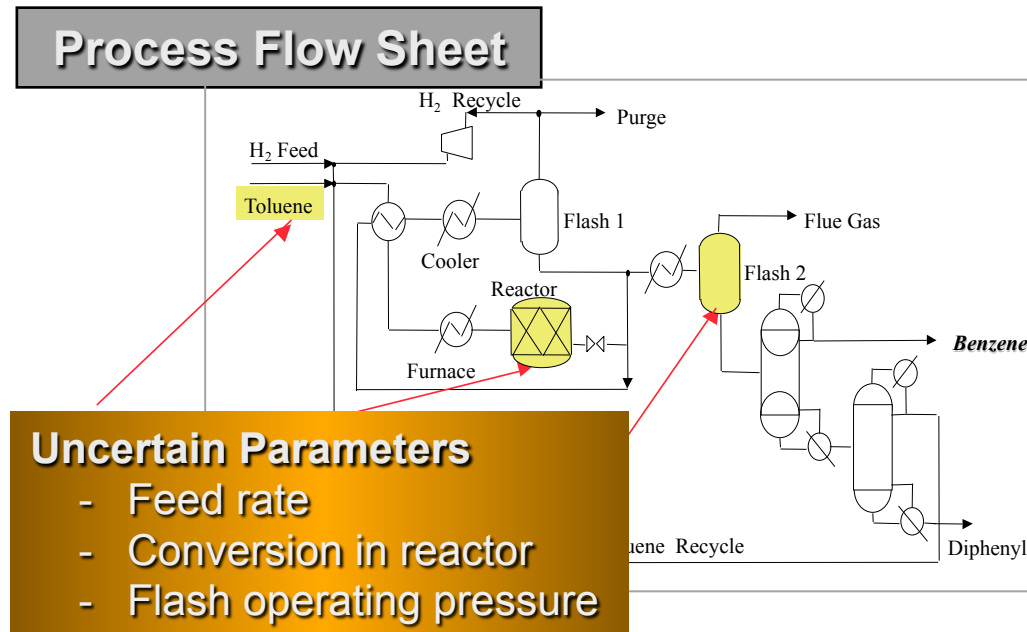 Process Flow Sheet
H₂ Recycle
Purge
H₂ Feed
Toluene
Flash 1
Flue Gas
Cooler
Flash 2
Reactor
Benzene
Furnace
Uncertain Parameters
- Feed rate
- Conversion in reactor
- Flash operating pressure
Recycle
Diphenyl